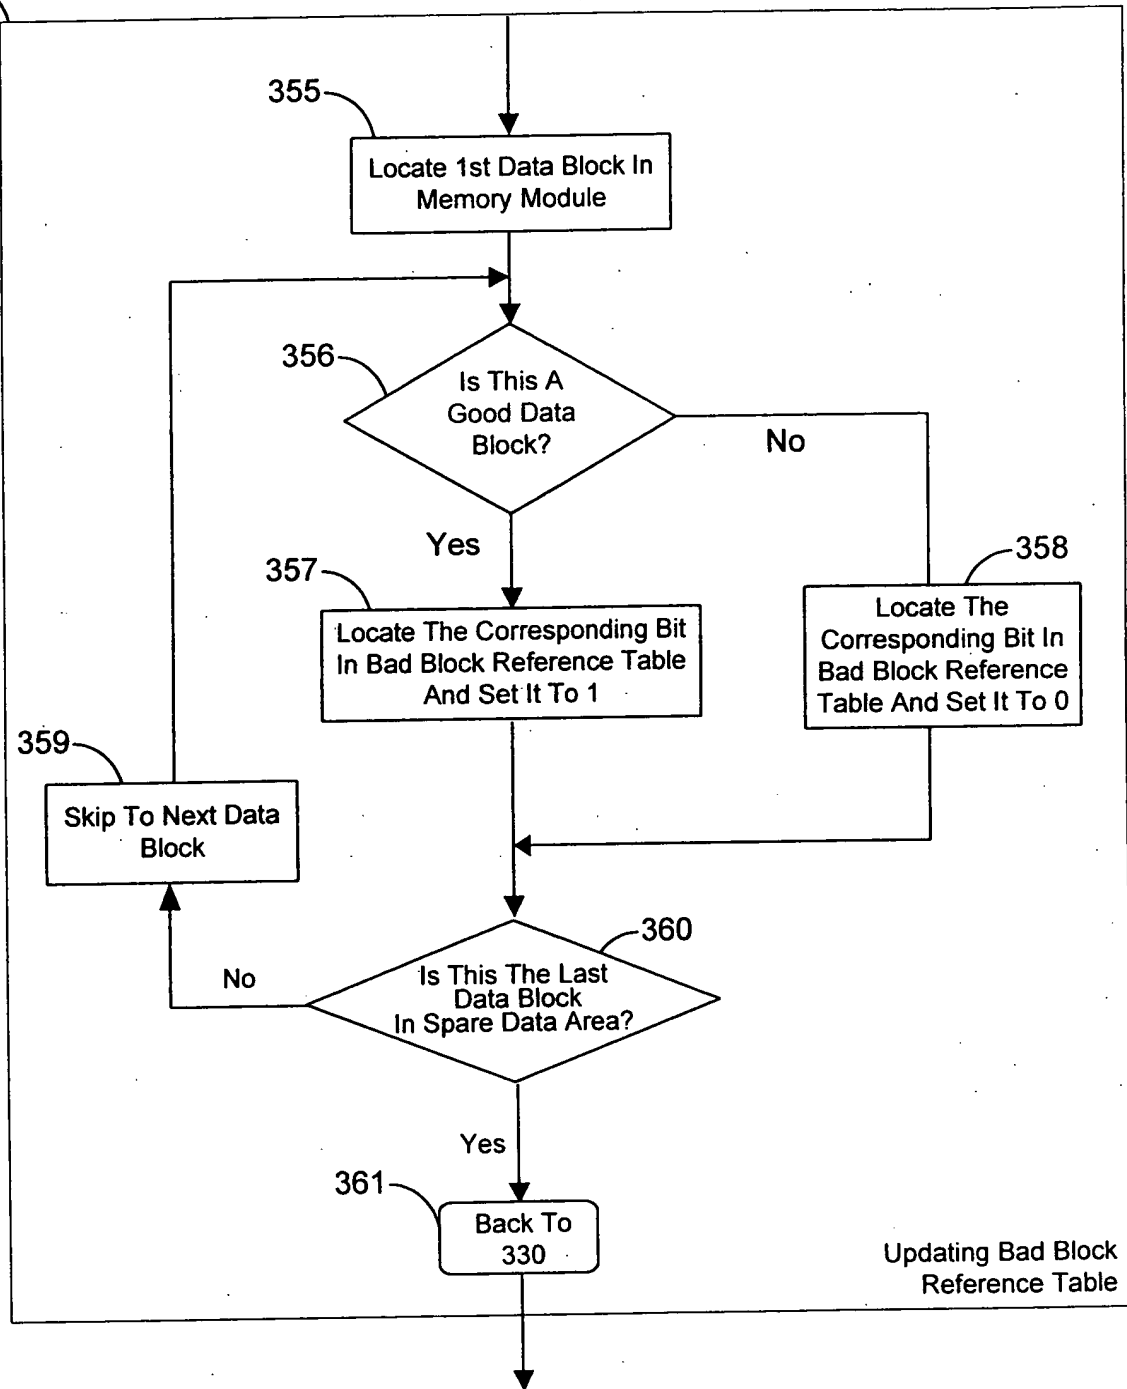 355
Locate 1st Data Block In
Memory Module
356
Is This A
Good Data
Block?
No
Yes
357
Locate The Corresponding Bit
In Bad Block Reference Table
And Set It To 1
358
Locate The
Corresponding Bit In
Bad Block Reference
Table And Set It To 0
359
Skip To Next Data
Block
360
Is This The Last
Data Block
In Spare Data Area?
No
Yes
361
Back To
330
Updating Bad Block
Reference Table